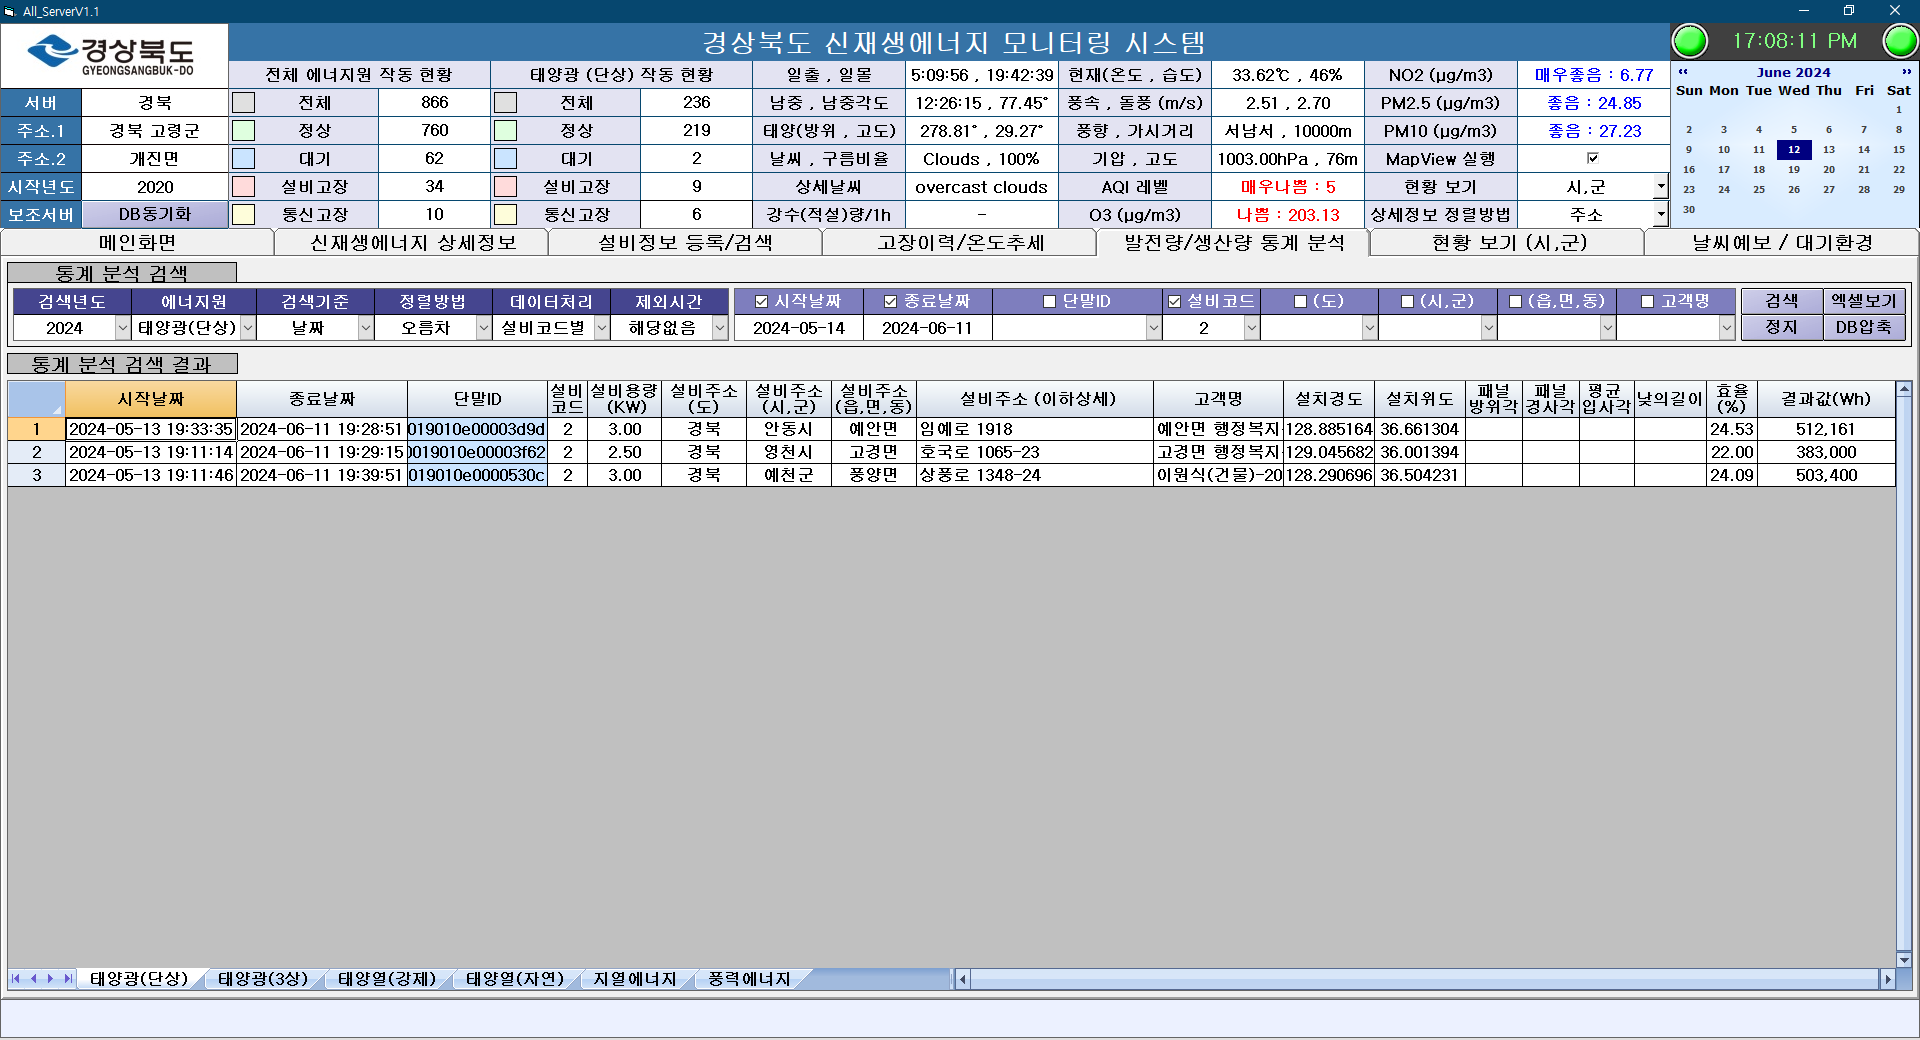 All_ServerV1.1
경상북도
GYEONGSANGBUK-DO
경상북도 신재생에너지 모니터링 시스템
17:08:11 PM
전체 에너지원 작동 현황 태양광 (단상) 작동 현황 일출 , 일몰 5:09:56 , 19:42:39 현재(온도 , 습도) 33.62℃ , 46% NO2 (μg/m3) 매우좋음 : 6.77
서버 경북 전체 866 전체 236 남중 , 남중각도 12:26:15 , 77.45° 풍속 , 돌풍 (m/s) 2.51 , 2.70 PM2.5 (μg/m3) 좋음 : 24.85
주소.1 경북 고령군 정상 760 정상 219 태양(방위 , 고도) 278.81° , 29.27° 풍향 , 가시거리 서남서 , 10000m PM10 (μg/m3) 좋음 : 27.23
주소.2 개진면 대기 62 대기 2 날씨 , 구름비율 Clouds , 100% 기압 , 고도 1003.00hPa , 76m MapView 실행
시작년도 2020 설비고장 34 설비고장 9 상세날씨 overcast clouds AQI 레벨 매우나쁨 : 5 현황 보기 시,군
보조서버 DB동기화 통신고장 10 통신고장 6 강수(적설)량/1h - O3 (μg/m3) 나쁨 : 203.13 상세정보 정렬방법 주소
‹‹ June 2024 ››
Sun Mon Tue Wed Thu Fri Sat
1
2 3 4 5 6 7 8
9 10 11 12 13 14 15
16 17 18 19 20 21 22
23 24 25 26 27 28 29
30
메인화면 신재생에너지 상세정보 설비정보 등록/검색 고장이력/온도추세 발전량/생산량 통계 분석 현황 보기 (시,군) 날씨예보 / 대기환경
통계 분석 검색
검색년도 에너지원 검색기준 정렬방법 데이터처리 제외시간 시작날짜 종료날짜 단말ID 설비코드 (도) (시,군) (읍,면,동) 고객명 검색 엑셀보기
2024 태양광(단상) 날짜 오름차 설비코드별 해당없음 2024-05-14 2024-06-11 2 정지 DB압축
통계 분석 검색 결과
시작날짜 종료날짜 단말ID 설비코드 설비용량(KW) 설비주소(도) 설비주소(시,군) 설비주소(읍,면,동) 설비주소 (이하상세) 고객명 설치경도 설치위도 패널방위각 패널경사각 평균입사각 낮의길이 효율(%) 결과값(Wh)
1 2024-05-13 19:33:35 2024-06-11 19:28:51 019010e00003d9d 2 3.00 경북 안동시 예안면 임예로 1918 예안면 행정복지 128.885164 36.661304 24.53 512,161
2 2024-05-13 19:11:14 2024-06-11 19:29:15 0019010e00003f62 2 2.50 경북 영천시 고경면 호국로 1065-23 고경면 행정복지 129.045682 36.001394 22.00 383,000
3 2024-05-13 19:11:46 2024-06-11 19:39:51 019010e0000530c 2 3.00 경북 예천군 풍양면 상풍로 1348-24 이원식(건물)-20 128.290696 36.504231 24.09 503,400
태양광(단상) 태양광(3상) 태양열(강제) 태양열(자연) 지열에너지 풍력에너지